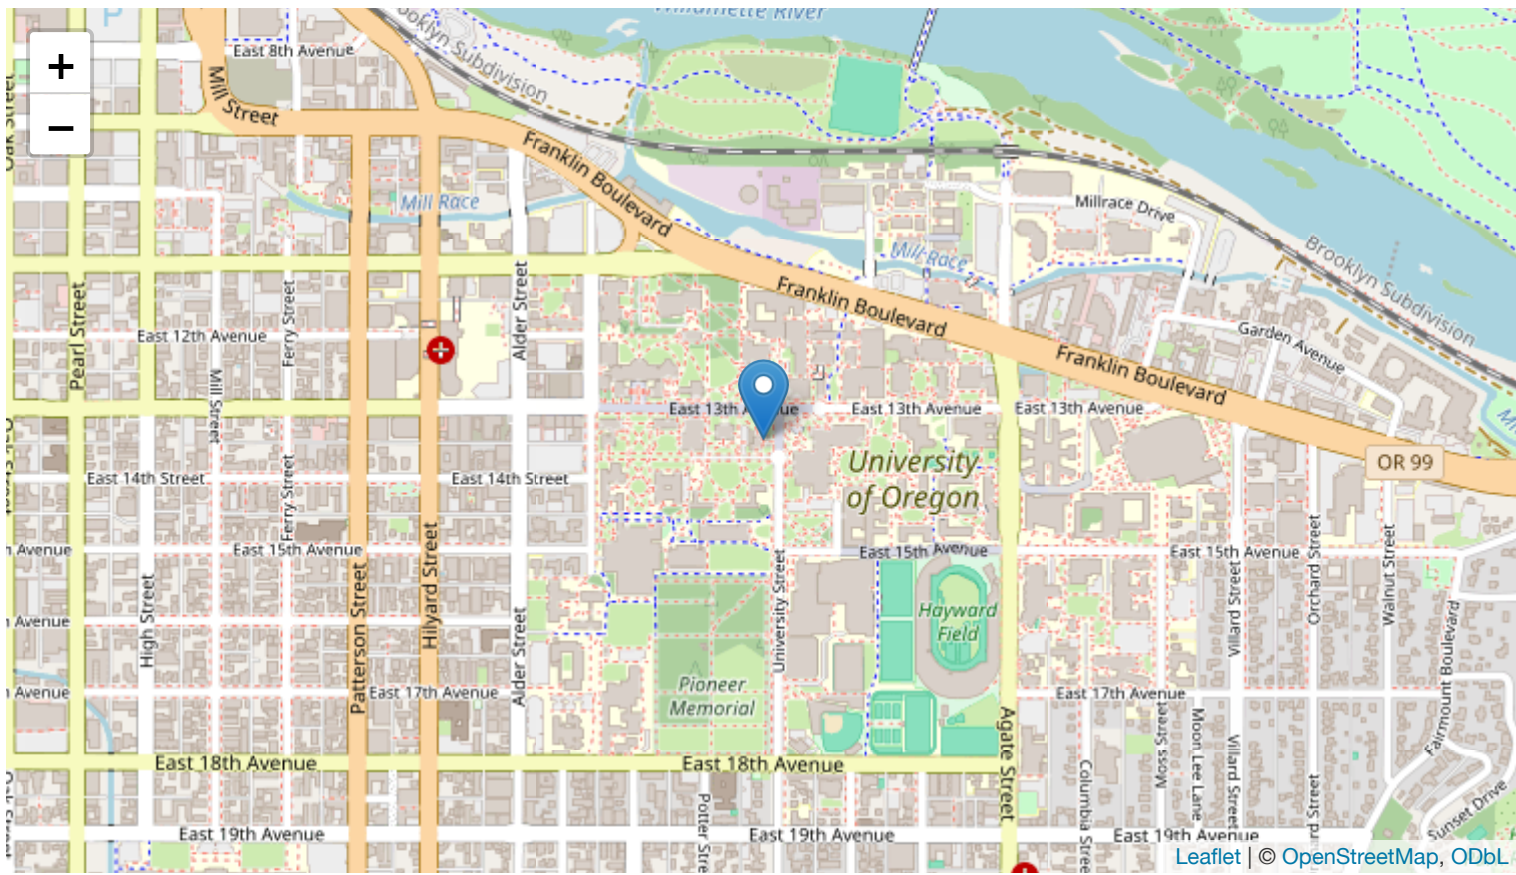 Willamette River
P
East 8th Avenue
Brooklyn Subdivision
+
−
Mill Street
Oak Street
Franklin Boulevard
Mill Race
Millrace Drive
Mill Race
Brooklyn Subdivision
Franklin Boulevard
Pearl Street
Ferry Street
Alder Street
East 12th Avenue
Garden Avenue
Franklin Boulevard
Mill Street
East 13th Avenue
East 13th Avenue
East 13th Avenue
OR 99
University
of Oregon
East 14th Street
East 14th Street
Ferry Street
Avenue
East 15th Avenue
East 15th Avenue
East 15th Avenue
High Street
Patterson Street
Hilyard Street
Alder Street
University Street
Hayward
Field
Villard Street
Orchard Street
Walnut Street
Avenue
Fairmount Boulevard
Pioneer
Memorial
Avenue
East 17th Avenue
East 17th Avenue
Moss Street
Moon Lee Lane
Villard Street
Agate Street
East 18th Avenue
East 18th Avenue
Columbia Stree
Potter Stre
Sunset Drive
East 19th Avenue
East 19th Avenue
East 19th Avenue
Leaflet | © OpenStreetMap, ODbL